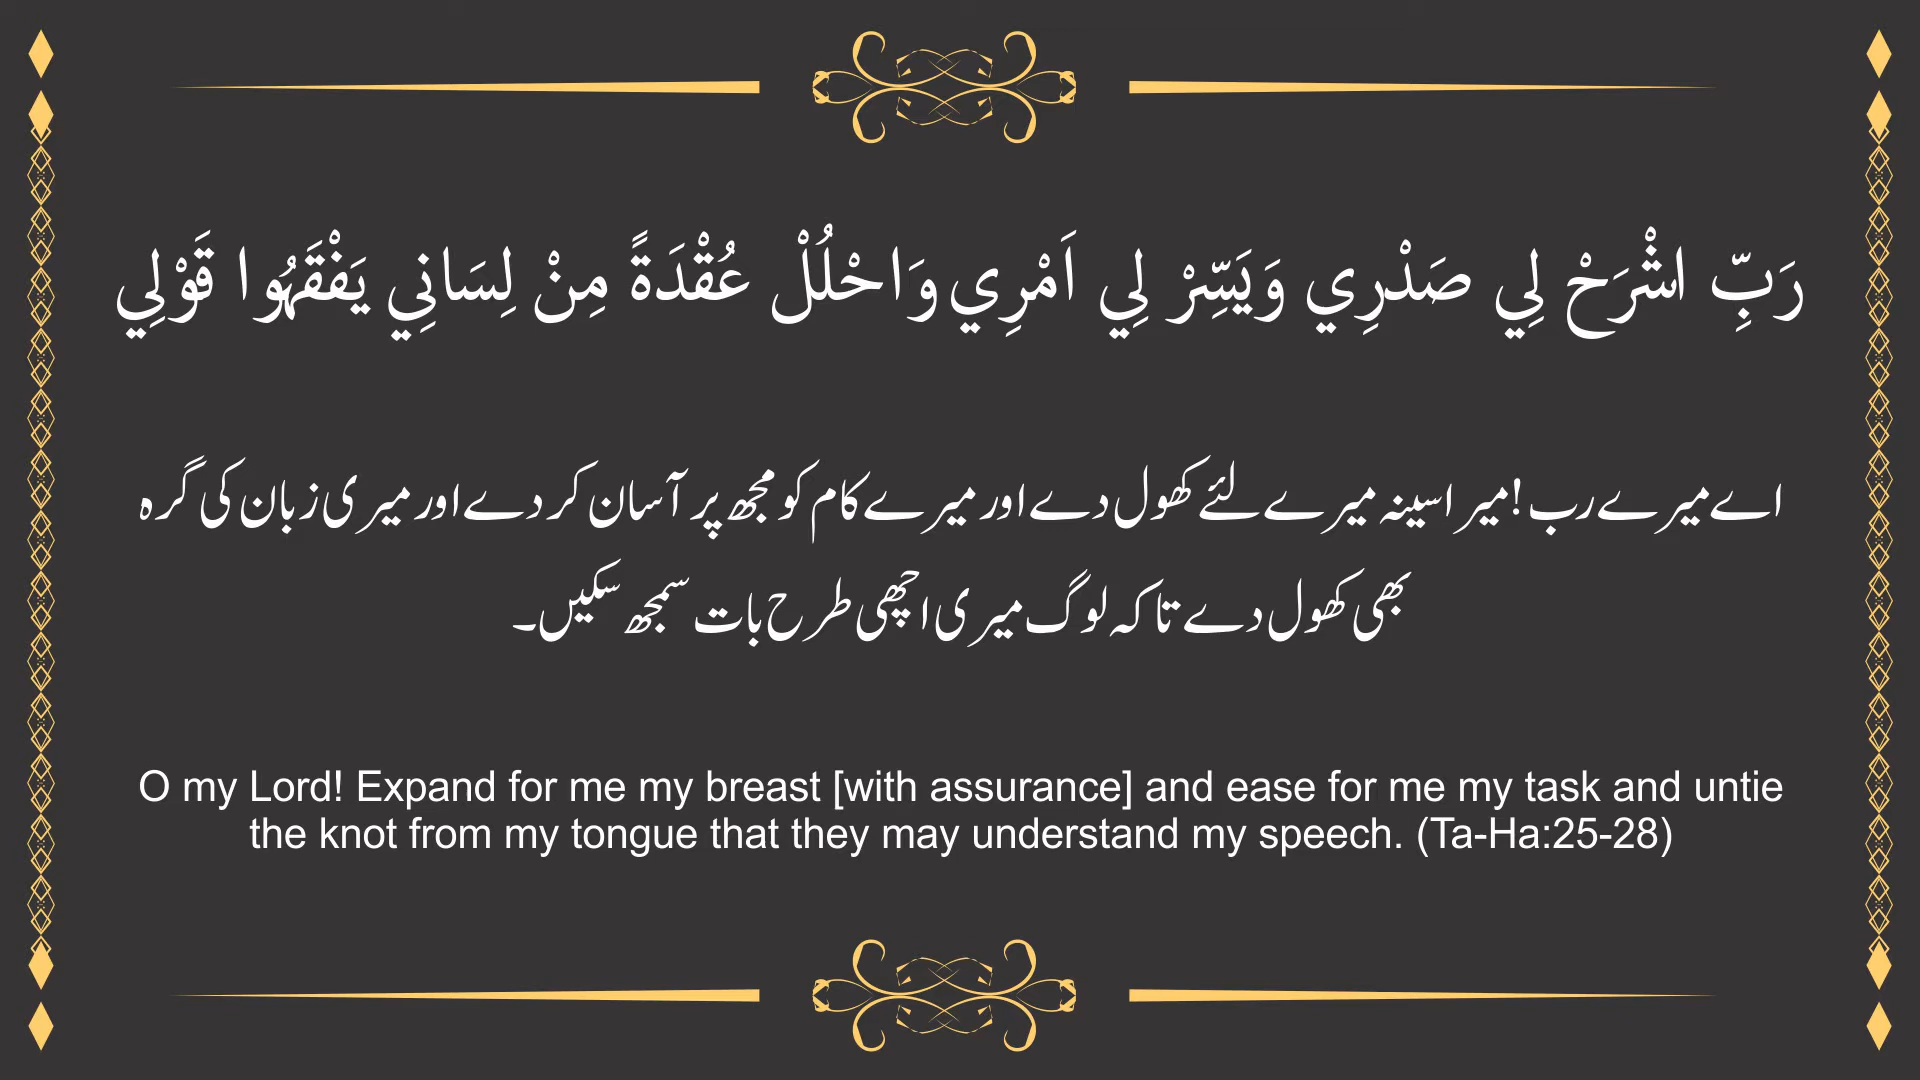 رَبِّ اشْرَحْ لِي صَدْرِي وَيَسِّرْ لِي اَمْرِي وَاحْلُلْ عُقْدَةً مِنْ لِسَانِي يَفْقَهُوا قَوْلِي
اے میرے رب! میرا سینہ میرے لئے کھول دے اور میرے کام کو مجھ پر آسان کر دے اور میری زبان کی گرہ
بھی کھول دے تاکہ لوگ میری اچھی طرح بات سمجھ سکیں۔
O my Lord! Expand for me my breast [with assurance] and ease for me my task and untie
the knot from my tongue that they may understand my speech. (Ta-Ha:25-28)